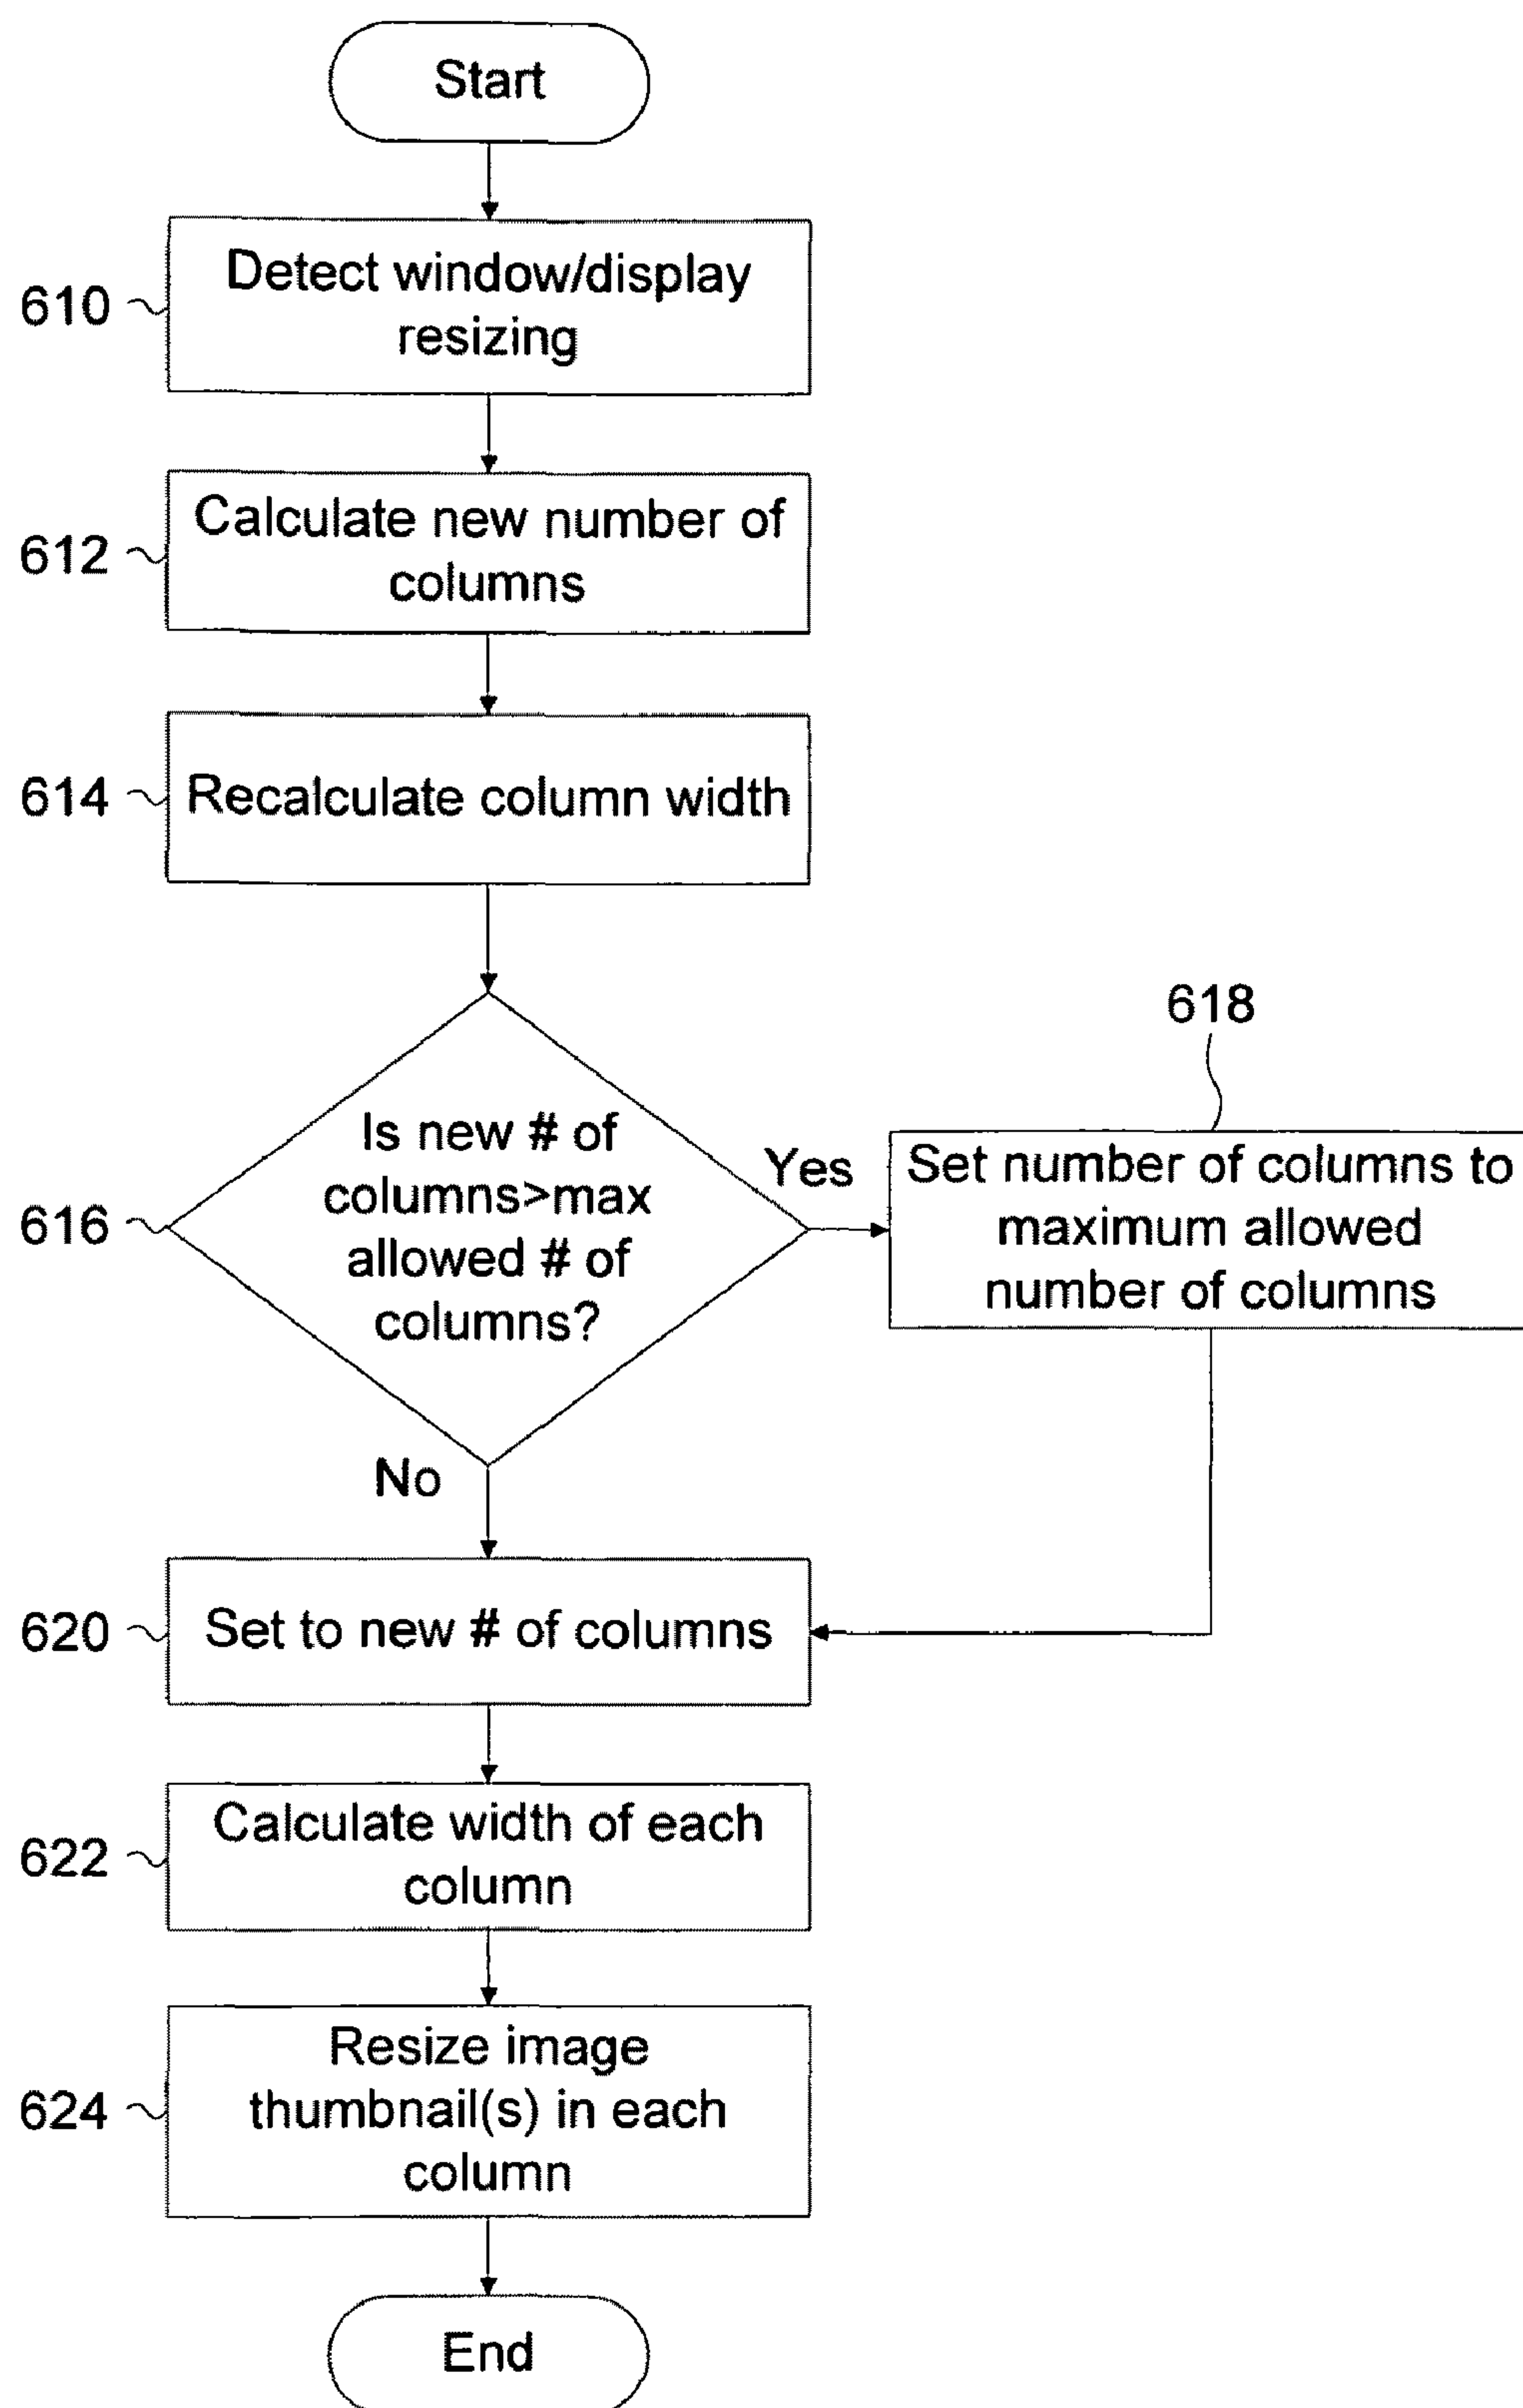 Start
610
Detect window/display
resizing
612
Calculate new number of
columns
614
Recalculate column width
616
Is new # of
columns>max
allowed # of
columns?
Yes
618
Set number of columns to
maximum allowed
number of columns
No
620
Set to new # of columns
622
Calculate width of each
column
624
Resize image
thumbnail(s) in each
column
End